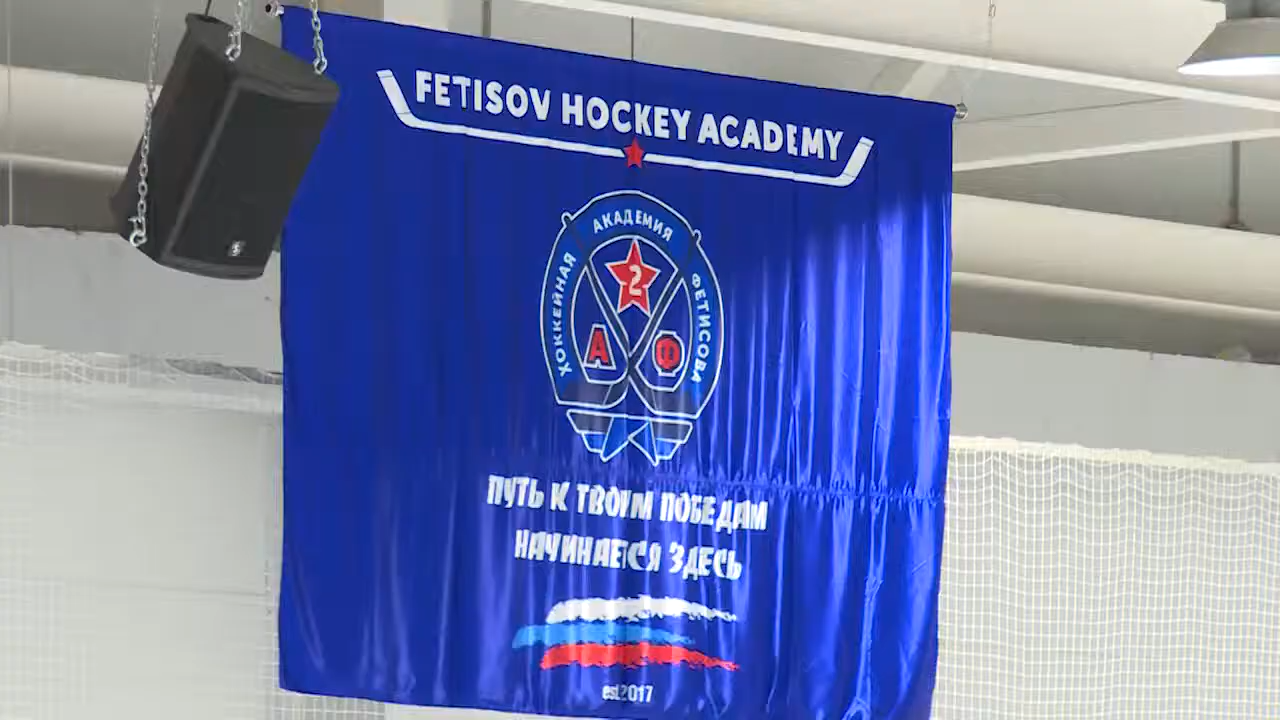 FETISOV HOCKEY ACADEMY
ХОККЕЙНАЯ АКАДЕМИЯ ФЕТИСОВА
2
А Ф
ПУТЬ К ТВОИМ ПОБЕДАМ
НАЧИНАЕТСЯ ЗДЕСЬ
est.2017